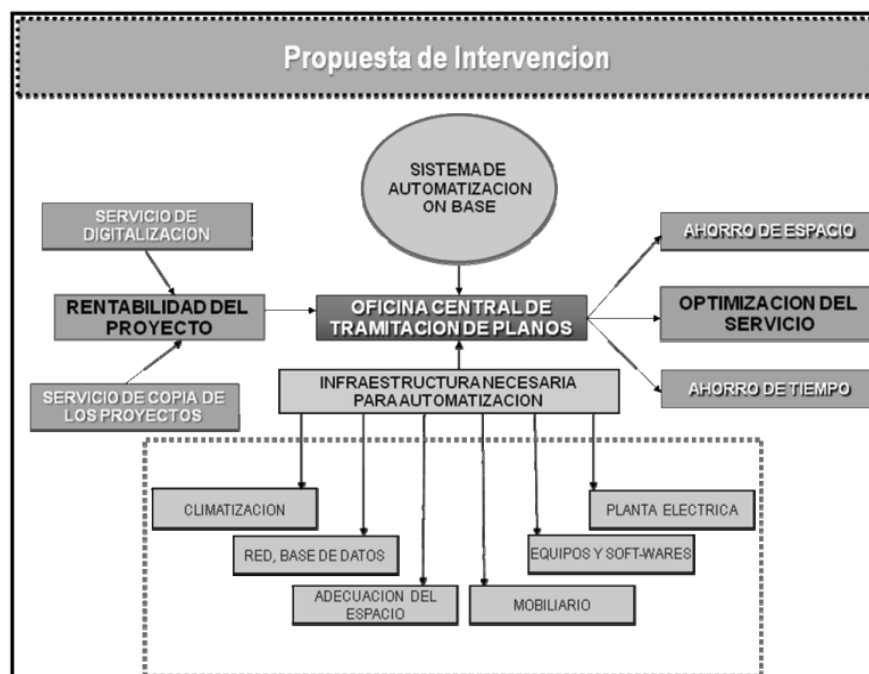 Propuesta de Intervencion
SISTEMA DE
AUTOMATIZACION
ON BASE
SERVICIO DE
DIGITALIZACION
AHORRO DE ESPACIO
RENTABILIDAD DEL
PROYECTO
OFICINA CENTRAL DE
TRAMITACION DE PLANOS
OPTIMIZACION DEL
SERVICIO
SERVICIO DE COPIA DE
LOS PROYECTOS
INFRAESTRUCTURA NECESARIA
PARA AUTOMATIZACION
AHORRO DE TIEMPO
CLIMATIZACION
PLANTA ELECTRICA
RED, BASE DE DATOS
EQUIPOS Y SOFT-WARES
ADECUACION DEL
ESPACIO
MOBILIARIO